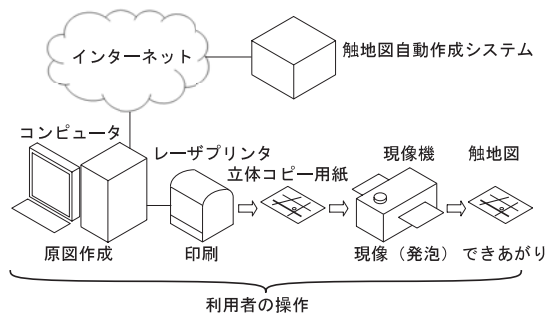 インターネット
触地図自動作成システム
コンピュータ
レーザプリンタ
立体コピー用紙
現像機
触地図
原図作成
印刷
現像（発泡）
できあがり
利用者の操作